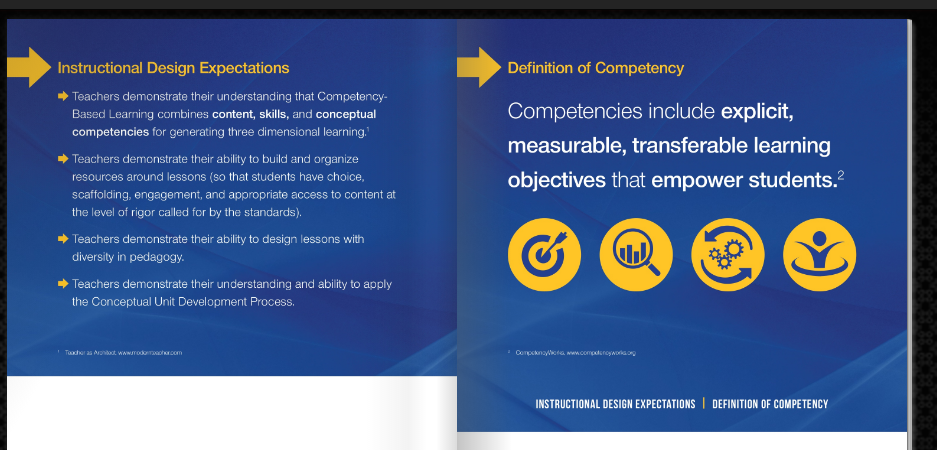 Instructional Design Expectations
Teachers demonstrate their understanding that Competency-
Based Learning combines content, skills, and conceptual
competencies for generating three dimensional learning.1
Teachers demonstrate their ability to build and organize
resources around lessons (so that students have choice,
scaffolding, engagement, and appropriate access to content at
the level of rigor called for by the standards).
Teachers demonstrate their ability to design lessons with
diversity in pedagogy.
Teachers demonstrate their understanding and ability to apply
the Conceptual Unit Development Process.
1 Teacher as Architect. www.modernteacher.com
Definition of Competency
Competencies include explicit,
measurable, transferable learning
objectives that empower students.2
2 CompetencyWorks. www.competencyworks.org
INSTRUCTIONAL DESIGN EXPECTATIONS | DEFINITION OF COMPETENCY